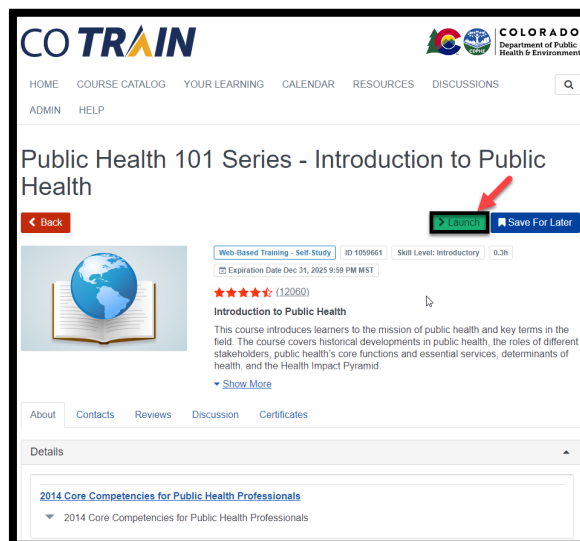 CO TRAIN
COLORADO
Department of Public
Health & Environment
CDPHE
HOME COURSE CATALOG YOUR LEARNING CALENDAR RESOURCES DISCUSSIONS
ADMIN HELP
Public Health 101 Series - Introduction to Public
Health
Back
Launch
Save For Later
Web-Based Training - Self-Study ID 1059661 Skill Level: Introductory 0.3h
Expiration Date Dec 31, 2025 9:59 PM MST
(12060)
Introduction to Public Health
This course introduces learners to the mission of public health and key terms in the
field. The course covers historical developments in public health, the roles of different
stakeholders, public health's core functions and essential services, determinants of
health, and the Health Impact Pyramid.
Show More
About Contacts Reviews Discussion Certificates
Details
2014 Core Competencies for Public Health Professionals
2014 Core Competencies for Public Health Professionals